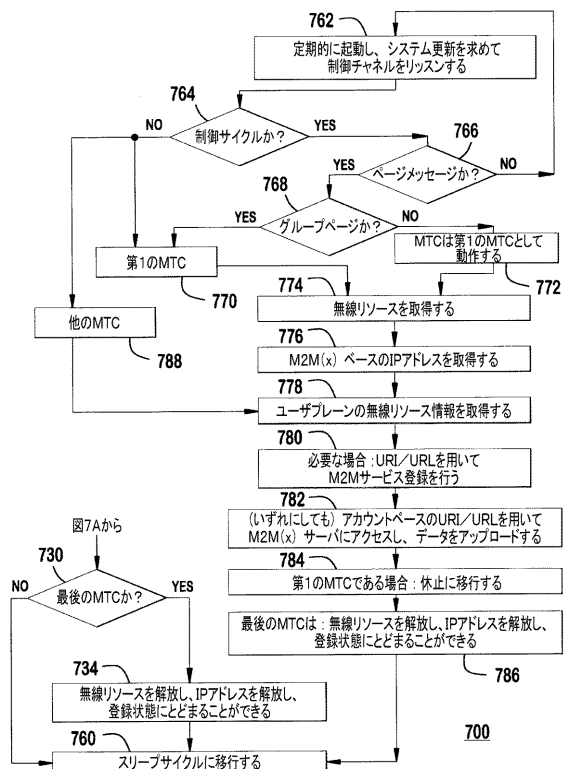 762
定期的に起動し、システム更新を求めて
制御チャネルをリッスンする
764
NO
制御サイクルか？
YES
766
YES
ページメッセージか？
NO
768
YES
グループページか？
NO
第1のMTC
770
MTCは第1のMTCとして
動作する
772
774
無線リソースを取得する
他のMTC
788
776
M2M(x) ベースのIPアドレスを取得する
778
ユーザプレーンの無線リソース情報を取得する
780
必要な場合：URI／URLを用いて
M2Mサービス登録を行う
782
(いずれにしても) アカウントベースのURI／URLを用いて
M2M(x) サーバにアクセスし、データをアップロードする
784
第1のMTCである場合：休止に移行する
最後のMTCは：無線リソースを解放し、IPアドレスを解放し、
登録状態にとどまることができる
786
図7Aから
730
NO
最後のMTCか？
YES
734
無線リソースを解放し、IPアドレスを解放し、
登録状態にとどまることができる
760
スリープサイクルに移行する
700